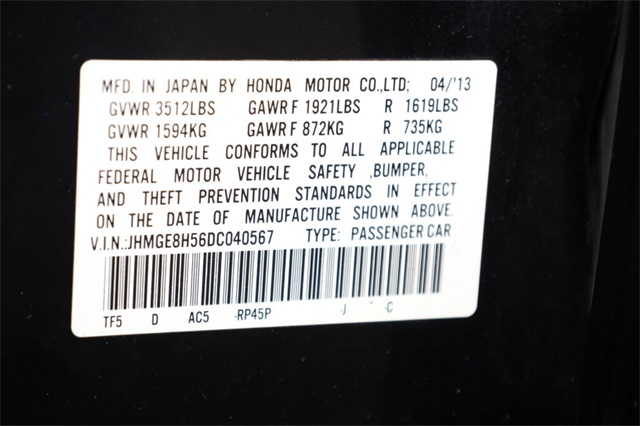 MFD. IN JAPAN BY HONDA MOTOR CO.,LTD; 04/'13
GVWR 3512LBS GAWR F 1921LBS R 1619LBS
GVWR 1594KG GAWR F 872KG R 735KG
THIS VEHICLE CONFORMS TO ALL APPLICABLE
FEDERAL MOTOR VEHICLE SAFETY ,BUMPER,
AND THEFT PREVENTION STANDARDS IN EFFECT
ON THE DATE OF MANUFACTURE SHOWN ABOVE.
V.I.N.:JHMGE8H56DC040567 TYPE: PASSENGER CAR
TF5 D AC5 -RP45P -J -C